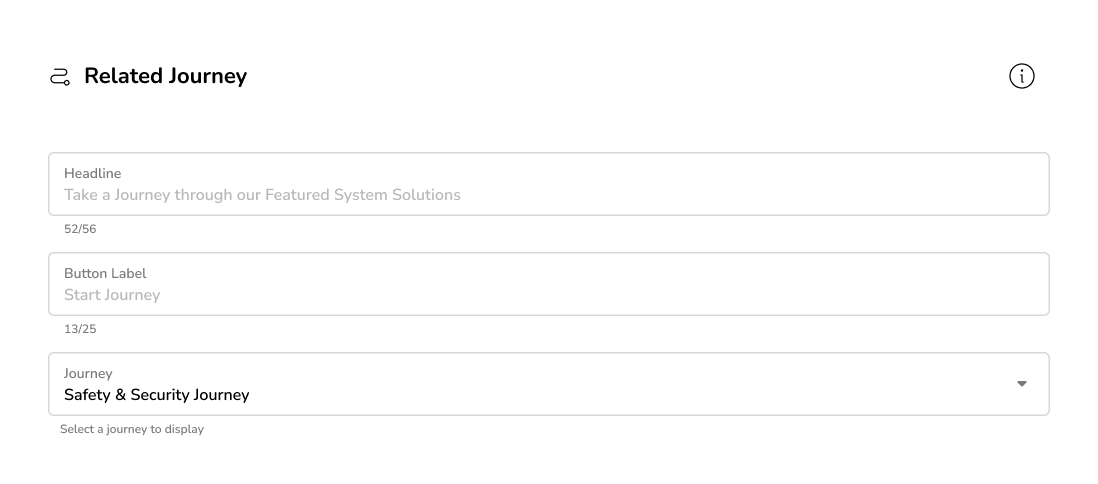 Related Journey
Headline
Take a Journey through our Featured System Solutions
52/56
Button Label
Start Journey
13/25
Journey
Safety & Security Journey
Select a journey to display